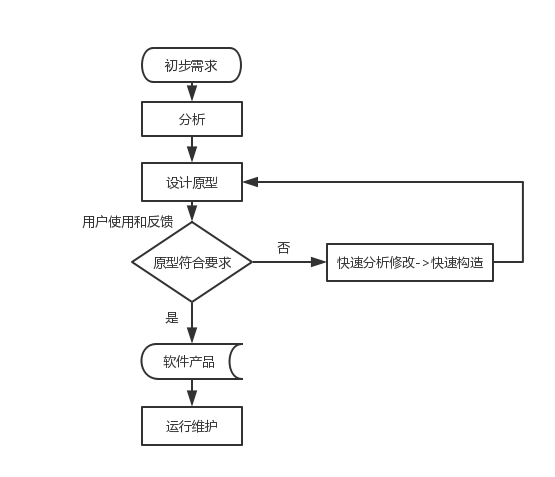 初步需求
分析
设计原型
用户使用和反馈
原型符合要求
否
快速分析修改->快速构造
是
软件产品
运行维护